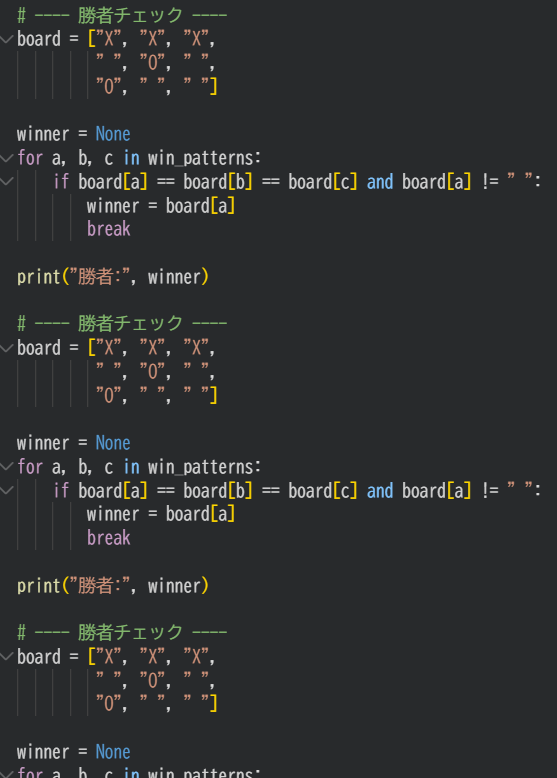 # ---- 勝者チェック ----
board = ["X", "X", "X",
" ", "O", " ",
"O", " ", " "]
winner = None
for a, b, c in win_patterns:
if board[a] == board[b] == board[c] and board[a] != " ":
winner = board[a]
break
print("勝者:", winner)
# ---- 勝者チェック ----
board = ["X", "X", "X",
" ", "O", " ",
"O", " ", " "]
winner = None
for a, b, c in win_patterns:
if board[a] == board[b] == board[c] and board[a] != " ":
winner = board[a]
break
print("勝者:", winner)
# ---- 勝者チェック ----
board = ["X", "X", "X",
" ", "O", " ",
"O", " ", " "]
winner = None
for a, b, c in win_patterns: